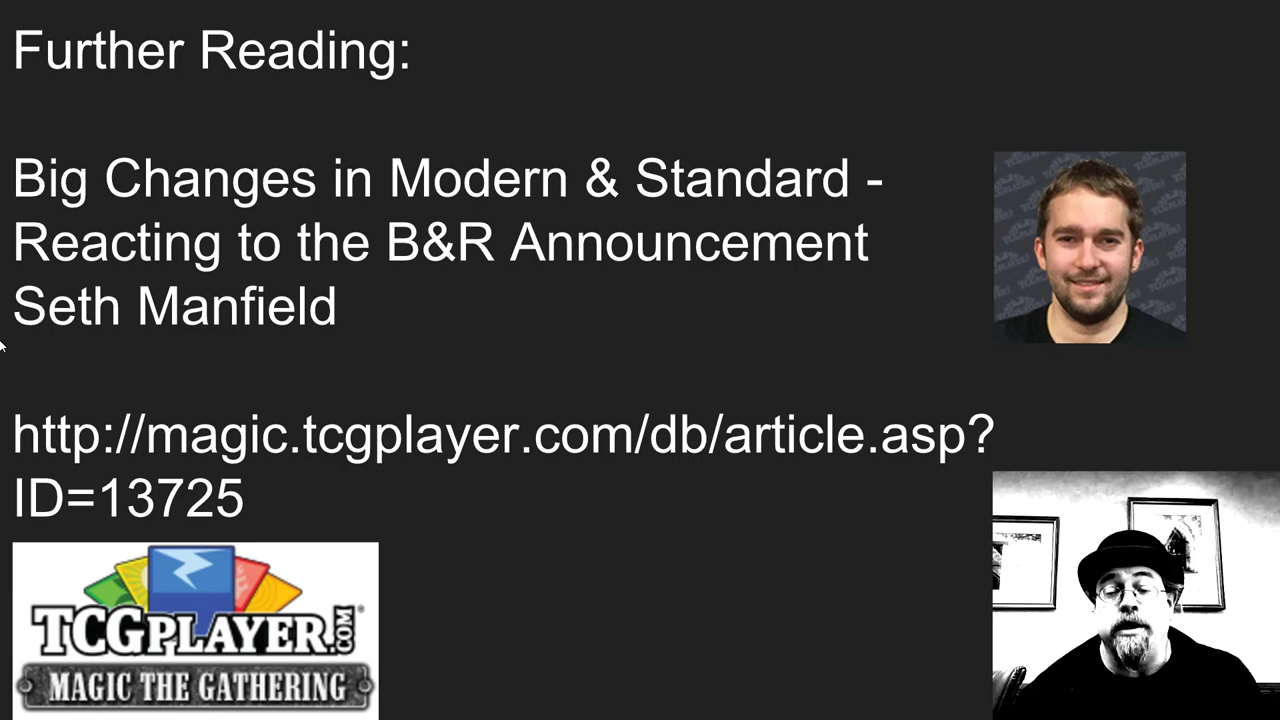 Further Reading:
Big Changes in Modern & Standard -
Reacting to the B&R Announcement
Seth Manfield
http://magic.tcgplayer.com/db/article.asp?
ID=13725
TCGPLAYER.COM®
MAGIC THE GATHERING